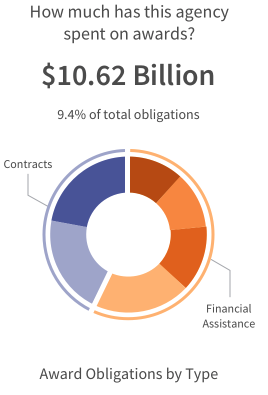 How much has this agency
spent on awards?
$10.62 Billion
9.4% of total obligations
Contracts
Financial
Assistance
Award Obligations by Type